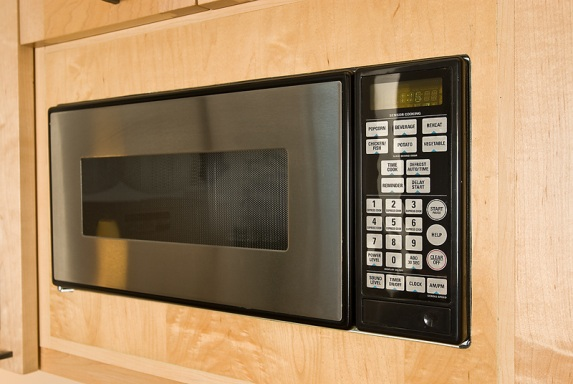 SENSOR COOKING
POPCORN BEVERAGE REHEAT
CHICKEN/
FISH POTATO VEGETABLE
TIME
COOK DEFROST
AUTO/TIME
REMINDER DELAY
START
1 2 3 START
4 5 6
7 8 9 HELP
POWER
LEVEL 0 ADD
30 SEC CLEAR
OFF
SOUND
LEVEL TIMER
ON/OFF CLOCK AM/PM